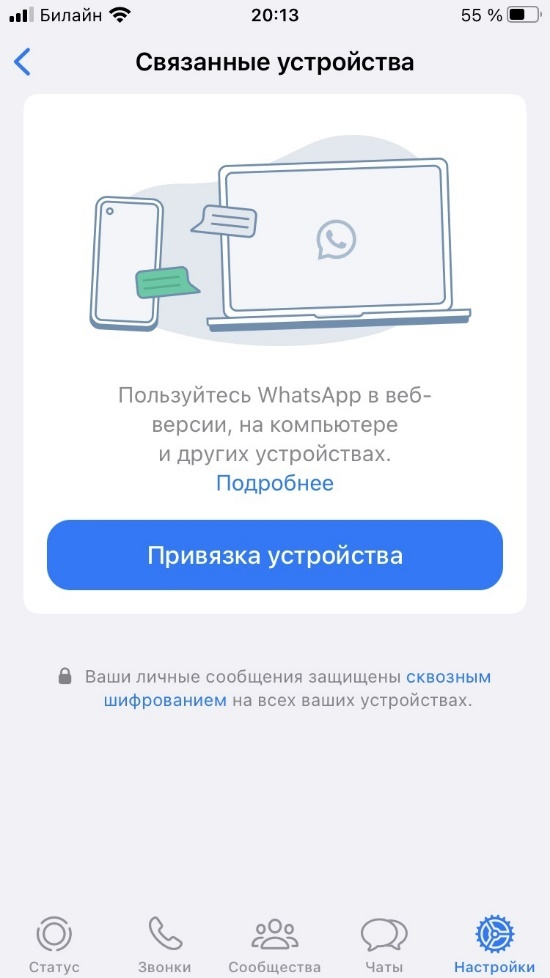 Билайн 20:13 55 %
Связанные устройства
Пользуйтесь WhatsApp в веб-
версии, на компьютере
и других устройствах.
Подробнее
Привязка устройства
Ваши личные сообщения защищены сквозным
шифрованием на всех ваших устройствах.
Статус Звонки Сообщества Чаты Настройки